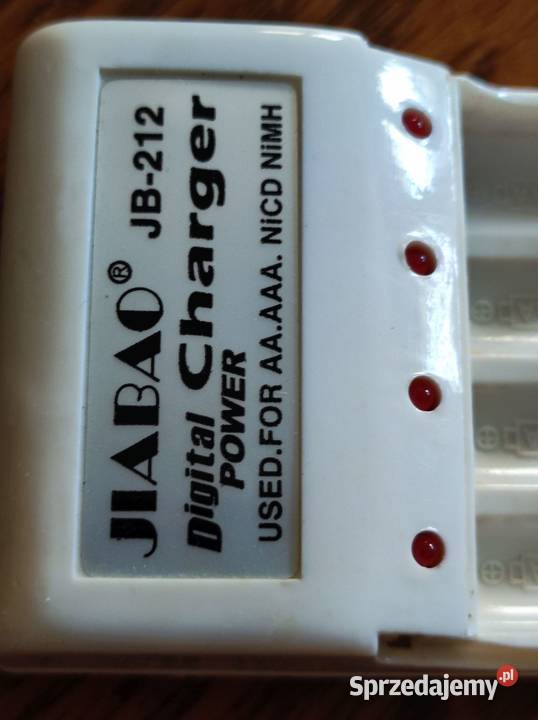 JIABAO® JB-212
Digital Charger
POWER
USED.FOR AA.AAA. NiCD NiMH
Sprzedajemy.pl